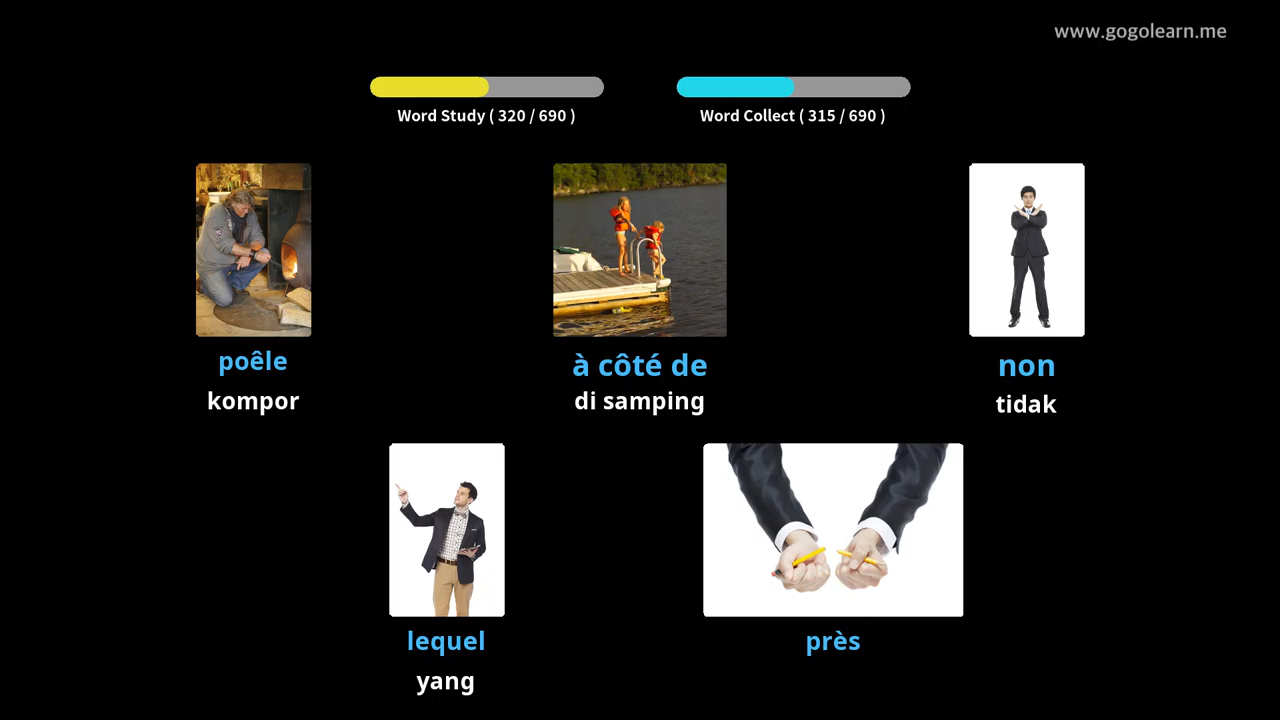 www.gogolearn.me
Word Study ( 320 / 690 )
Word Collect ( 315 / 690 )
poêle
kompor
à côté de
di samping
non
tidak
lequel
yang
près